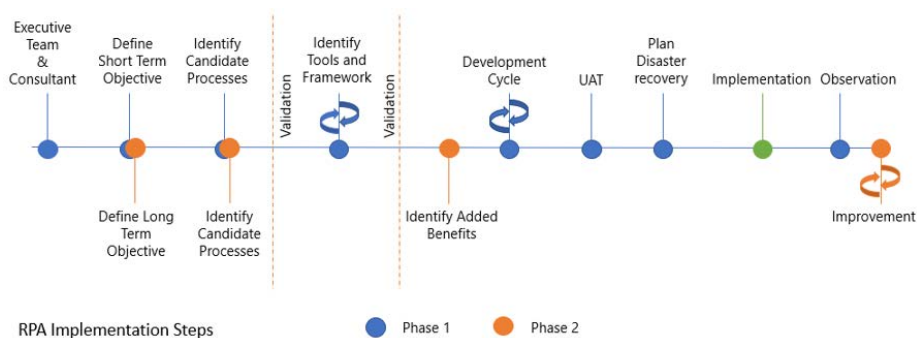 Executive
Team
&
Consultant
Define
Short Term
Objective
Identify
Candidate
Processes
Validation
Identify
Tools and
Framework
Validation
Development
Cycle
UAT
Plan
Disaster
recovery
Implementation
Observation
Define Long
Term
Objective
Identify
Candidate
Processes
Identify Added
Benefits
Improvement
RPA Implementation Steps
Phase 1
Phase 2